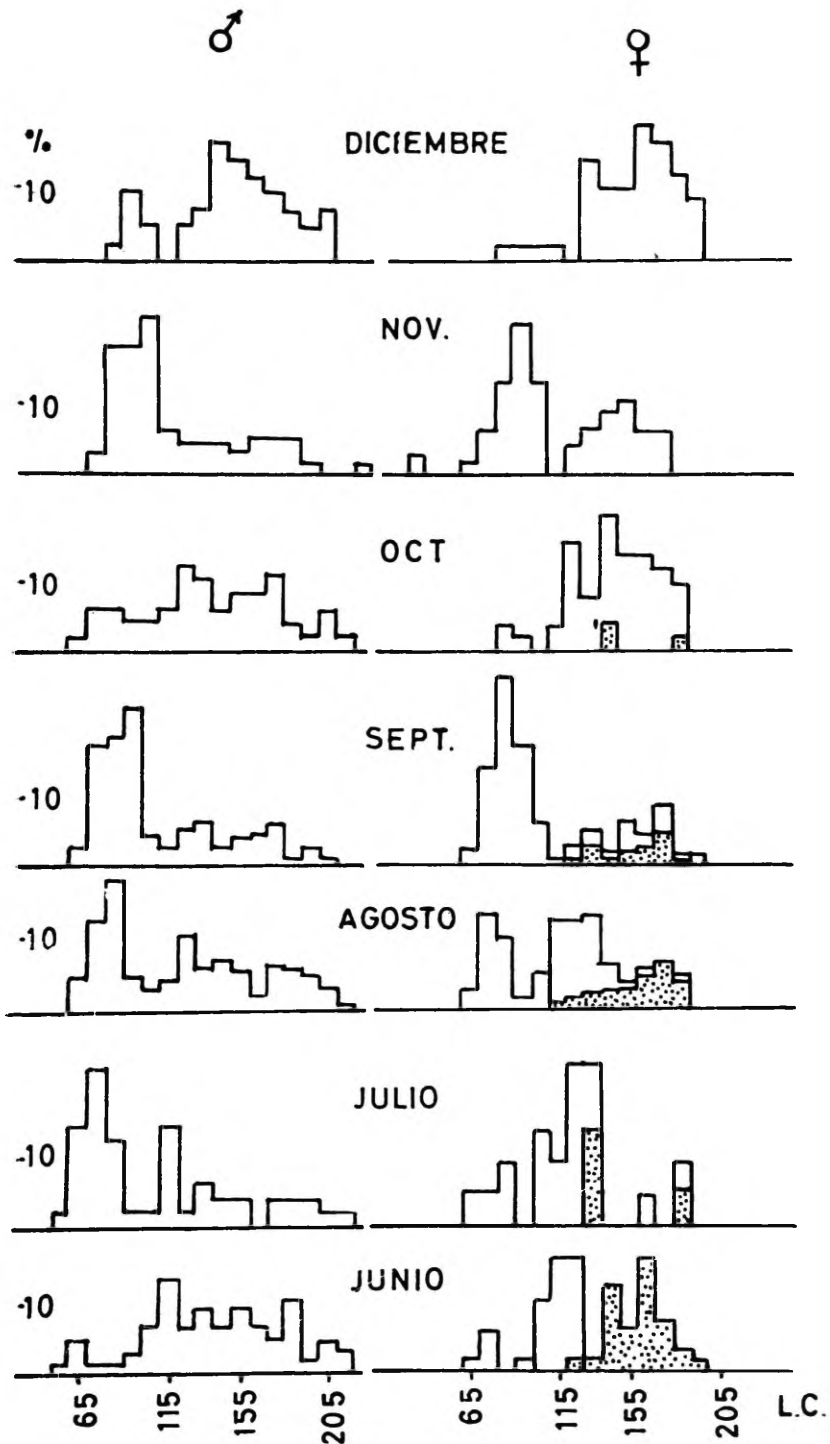 ♂ ♀
% DICIEMBRE
-10
NOV.
-10
OCT
-10
SEPT.
-10
AGOSTO
-10
JULIO
-10
JUNIO
-10
65 115 155 205 65 115 155 205 L.C.